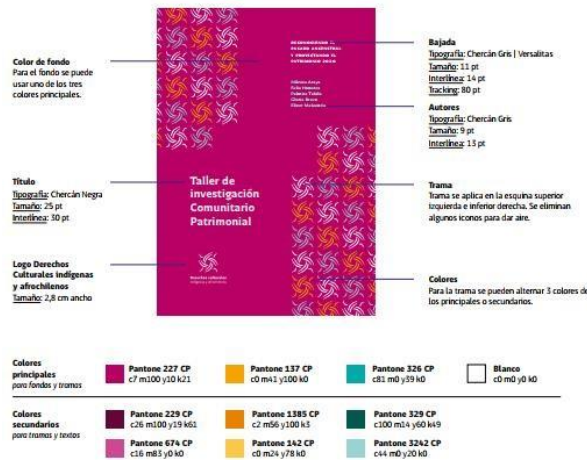 Color de fondo
Para el fondo se puede
usar uno de los tres
colores principales.
Título
Tipografía: Chercán Negra
Tamaño: 25 pt
Interlínea: 30 pt
Logo Derechos
Culturales indígenas
y afrochilenos
Tamaño: 2,8 cm ancho
PASADO ANCESTRAL
PATRIMONIO
Taller de
investigación
Comunitario
Patrimonial
Derechos culturales
Bajada
Tipografía: Chercán Gris | Versalitas
Tamaño: 11 pt
Interlínea: 14 pt
Tracking: 80 pt
Autores
Tipografía: Chercán Gris
Tamaño: 9 pt
Interlínea: 13 pt
Trama
Trama se aplica en la esquina superior
izquierda e inferior derecha. Se eliminan
algunos iconos para dar aire.
Colores
Para la trama se pueden alternar 3 colores de
los principales o secundarios.
Colores
principales
para fondos y tramas
Pantone 227 CP
c7 m100 y10 k21
Pantone 137 CP
c0 m41 y100 k0
Pantone 326 CP
c81 m0 y39 k0
Blanco
c0 m0 y0 k0
Colores
secundarios
para tramas y textos
Pantone 229 CP
c26 m100 y19 k61
Pantone 1385 CP
c2 m56 y100 k3
Pantone 329 CP
c100 m14 y60 k49
Pantone 674 CP
c16 m83 y0 k0
Pantone 142 CP
c0 m24 y78 k0
Pantone 3242 CP
c44 m0 y20 k0